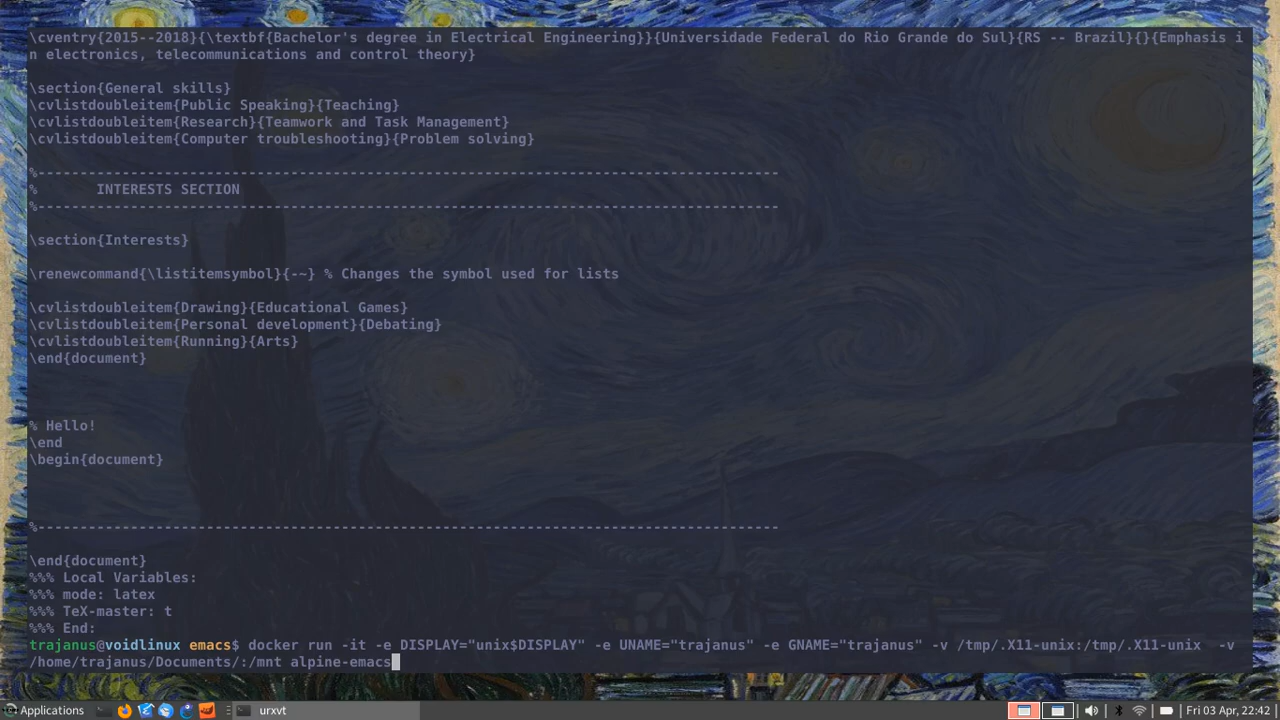 \cventry{2015--2018}{\textbf{Bachelor's degree in Electrical Engineering}}{Universidade Federal do Rio Grande do Sul}{RS -- Brazil}{}{Emphasis i
n electronics, telecommunications and control theory}
\section{General skills}
\cvlistdoubleitem{Public Speaking}{Teaching}
\cvlistdoubleitem{Research}{Teamwork and Task Management}
\cvlistdoubleitem{Computer troubleshooting}{Problem solving}
%----------------------------------------------------------------------------------------
%       INTERESTS SECTION
%----------------------------------------------------------------------------------------
\section{Interests}
\renewcommand{\listitemsymbol}{-~} % Changes the symbol used for lists
\cvlistdoubleitem{Drawing}{Educational Games}
\cvlistdoubleitem{Personal development}{Debating}
\cvlistdoubleitem{Running}{Arts}
\end{document}
% Hello!
\end
\begin{document}
%----------------------------------------------------------------------------------------
\end{document}
%%% Local Variables:
%%% mode: latex
%%% TeX-master: t
%%% End:
trajanus@voidlinux emacs$ docker run -it -e DISPLAY="unix$DISPLAY" -e UNAME="trajanus" -e GNAME="trajanus" -v /tmp/.X11-unix:/tmp/.X11-unix  -v
/home/trajanus/Documents/:/mnt alpine-emacs
Applications
urxvt
Fri 03 Apr, 22:42